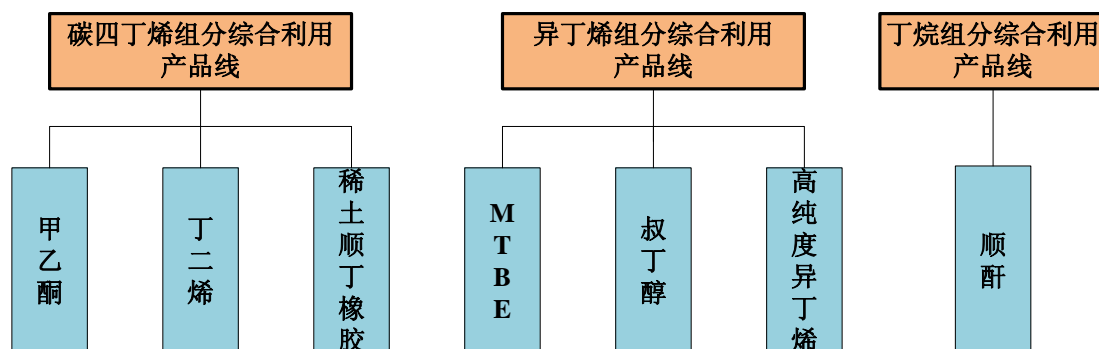 碳四丁烯组分综合利用
产品线
异丁烯组分综合利用
产品线
丁烷组分综合利用
产品线
甲乙酮
丁二烯
稀土顺丁橡胶
MTBE
叔丁醇
高纯度异丁烯
顺酐